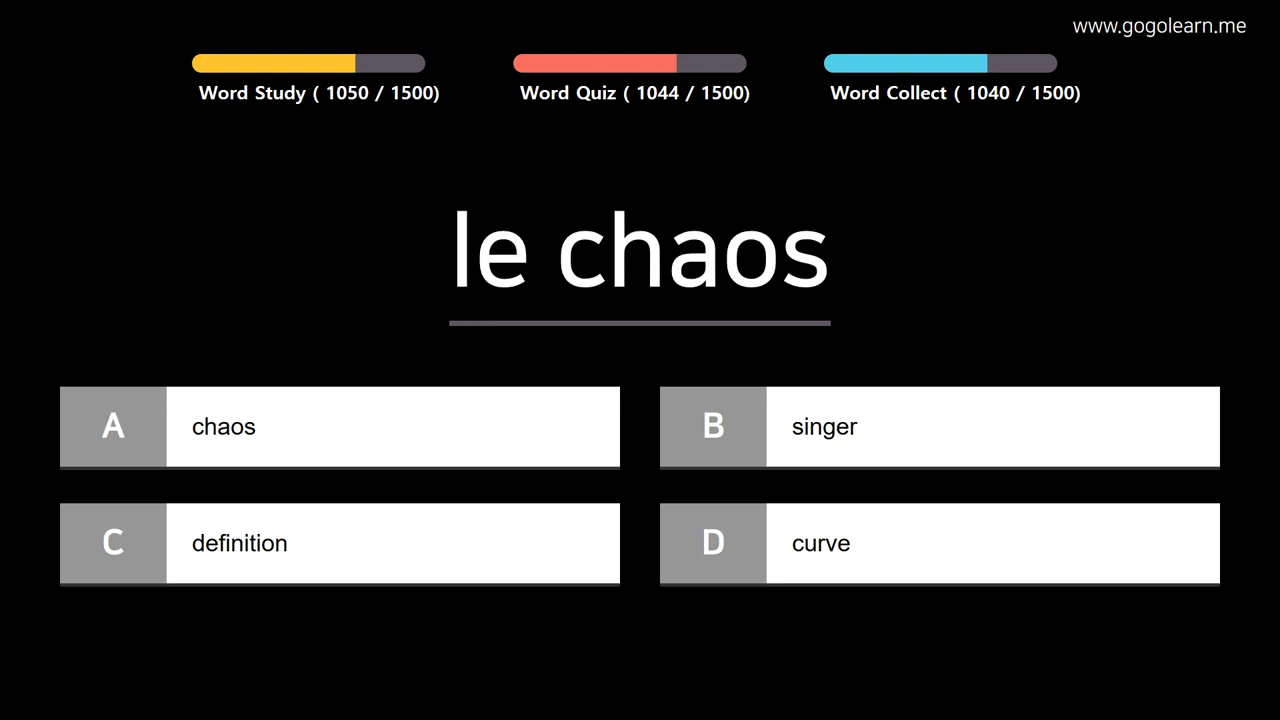 www.gogolearn.me
Word Study ( 1050 / 1500)
Word Quiz ( 1044 / 1500)
Word Collect ( 1040 / 1500)
le chaos
A chaos
B singer
C definition
D curve